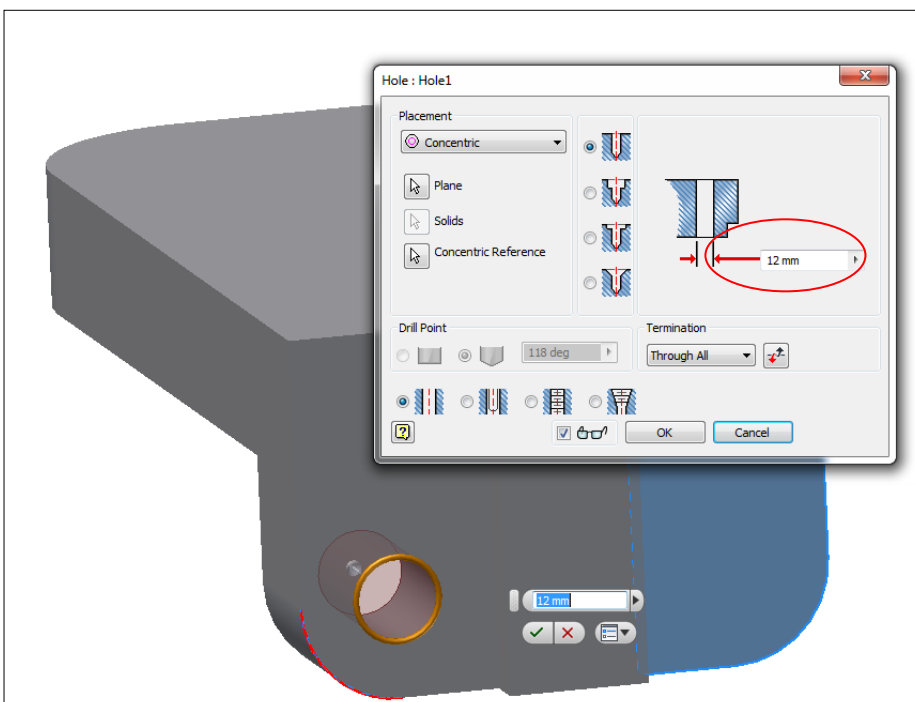 Hole : Hole1
Placement
Concentric
Plane
Solids
Concentric Reference
12 mm
Drill Point
118 deg
Termination
Through All
OK
Cancel
12 mm